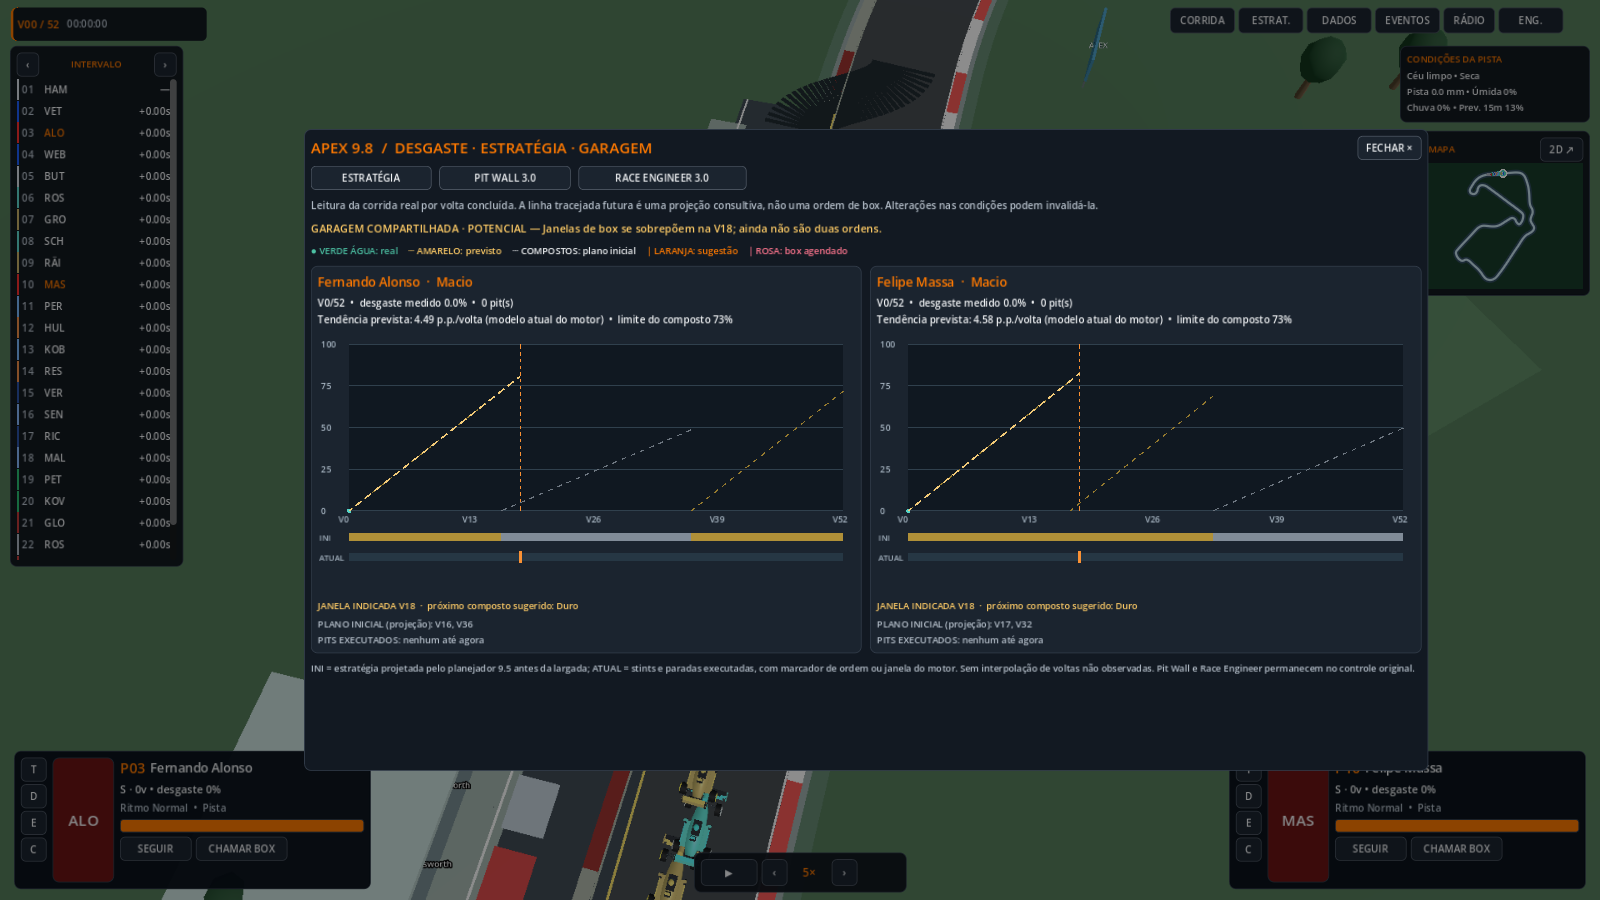 V00 / 52 00:00:00
CORRIDA ESTRAT. DADOS EVENTOS RÁDIO ENG.
‹ INTERVALO ›
01 HAM —
02 VET +0.00s
03 ALO +0.00s
04 WEB +0.00s
05 BUT +0.00s
06 ROS +0.00s
07 GRO +0.00s
08 SCH +0.00s
09 RÄI +0.00s
10 MAS +0.00s
11 PER +0.00s
12 HUL +0.00s
13 KOB +0.00s
14 RES +0.00s
15 VER +0.00s
16 SEN +0.00s
17 RIC +0.00s
18 MAL +0.00s
19 PET +0.00s
20 KOV +0.00s
21 GLO +0.00s
22 ROS +0.00s
CONDIÇÕES DA PISTA
Céu limpo • Seca
Pista 0.0 mm • Úmida 0%
Chuva 0% • Prev. 15m 13%
MAPA 2D ↗
APEX 9.8 / DESGASTE · ESTRATÉGIA · GARAGEM
FECHAR ×
ESTRATÉGIA PIT WALL 3.0 RACE ENGINEER 3.0
Leitura da corrida real por volta concluída. A linha tracejada futura é uma projeção consultiva, não uma ordem de box. Alterações nas condições podem invalidá-la.
GARAGEM COMPARTILHADA · POTENCIAL — Janelas de box se sobrepõem na V18; ainda não são duas ordens.
● VERDE ÁGUA: real — AMARELO: previsto — COMPOSTOS: plano inicial | LARANJA: sugestão | ROSA: box agendado
Fernando Alonso · Macio
V0/52 • desgaste medido 0.0% • 0 pit(s)
Tendência prevista: 4.49 p.p./volta (modelo atual do motor) • limite do composto 73%
100
75
50
25
0
V0 V13 V26 V39 V52
INI
ATUAL
JANELA INDICADA V18 · próximo composto sugerido: Duro
PLANO INICIAL (projeção): V16, V36
PITS EXECUTADOS: nenhum até agora
Felipe Massa · Macio
V0/52 • desgaste medido 0.0% • 0 pit(s)
Tendência prevista: 4.58 p.p./volta (modelo atual do motor) • limite do composto 73%
100
75
50
25
0
V0 V13 V26 V39 V52
INI
ATUAL
JANELA INDICADA V18 · próximo composto sugerido: Duro
PLANO INICIAL (projeção): V17, V32
PITS EXECUTADOS: nenhum até agora
INI = estratégia projetada pelo planejador 9.5 antes da largada; ATUAL = stints e paradas executadas, com marcador de ordem ou janela do motor. Sem interpolação de voltas não observadas. Pit Wall e Race Engineer permanecem no controle original.
T
D
E
C
ALO
P03 Fernando Alonso
S · 0v • desgaste 0%
Ritmo Normal • Pista
SEGUIR CHAMAR BOX
▶ ‹ 5× ›
D
E
C
MAS
Felipe Massa
S · 0v • desgaste 0%
Ritmo Normal • Pista
SEGUIR CHAMAR BOX